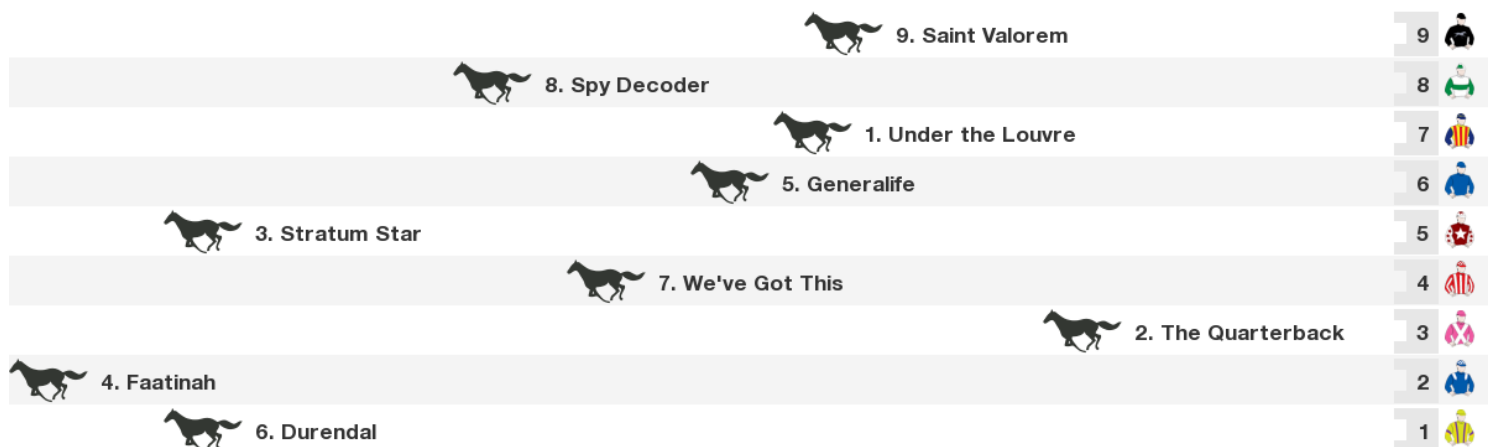 9. Saint Valorem 9
8. Spy Decoder 8
1. Under the Louvre 7
5. Generalife 6
3. Stratum Star 5
7. We've Got This 4
2. The Quarterback 3
4. Faatinah 2
6. Durendal 1